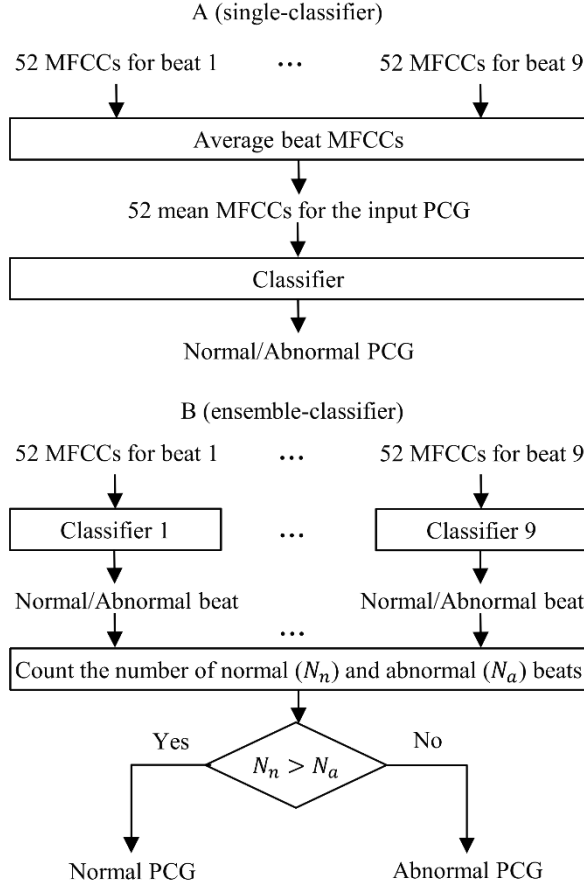 A (single-classifier)
52 MFCCs for beat 1 ... 52 MFCCs for beat 9
Average beat MFCCs
52 mean MFCCs for the input PCG
Classifier
Normal/Abnormal PCG
B (ensemble-classifier)
52 MFCCs for beat 1 ... 52 MFCCs for beat 9
Classifier 1 ... Classifier 9
Normal/Abnormal beat Normal/Abnormal beat
...
Count the number of normal (Nₙ) and abnormal (Nₐ) beats
Yes No
Nₙ > Nₐ
Normal PCG Abnormal PCG